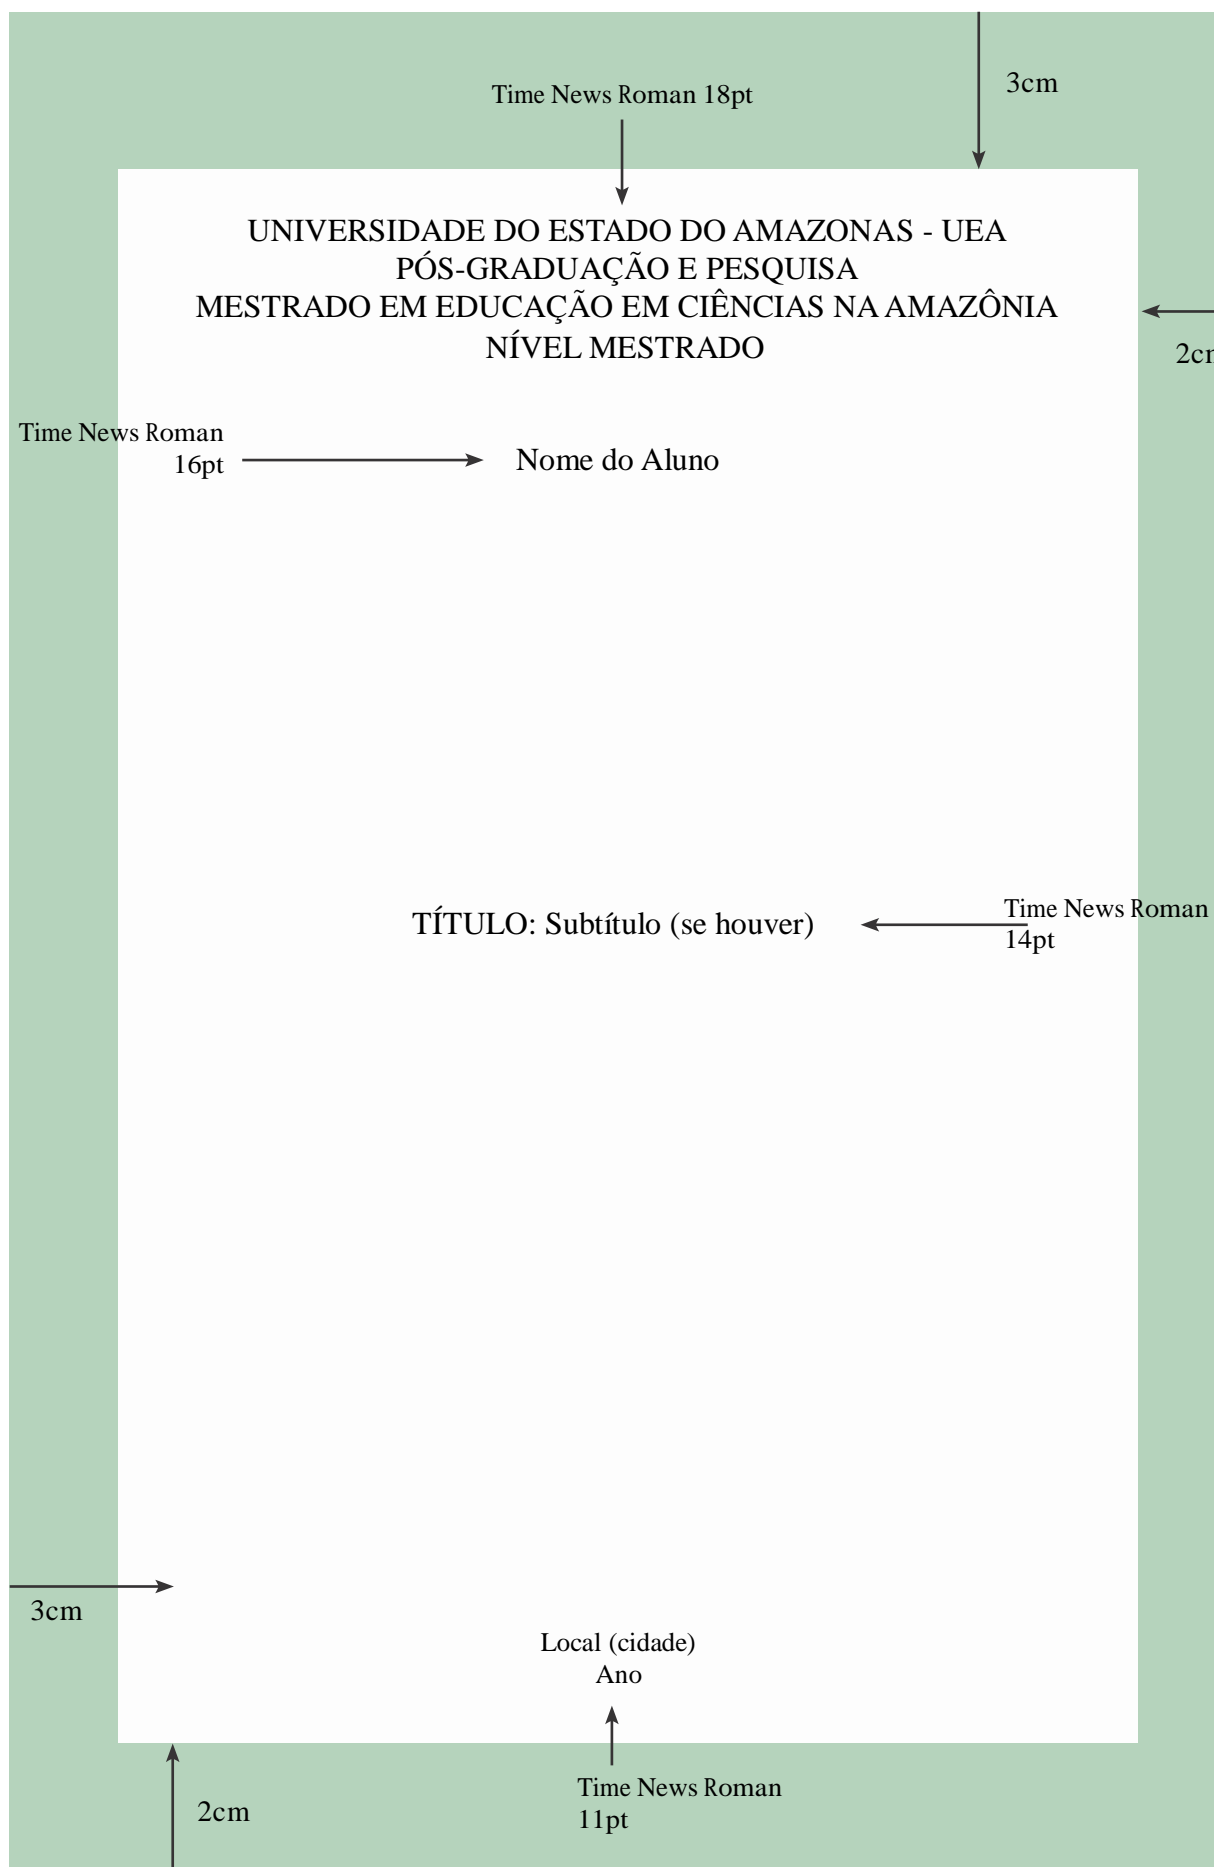 3cm
Time News Roman 18pt
UNIVERSIDADE DO ESTADO DO AMAZONAS - UEA
PÓS-GRADUAÇÃO E PESQUISA
MESTRADO EM EDUCAÇÃO EM CIÊNCIAS NA AMAZÔNIA
NÍVEL MESTRADO
2cm
Time News Roman
16pt
Nome do Aluno
TÍTULO: Subtítulo (se houver)
Time News Roman
14pt
3cm
Local (cidade)
Ano
Time News Roman
11pt
2cm